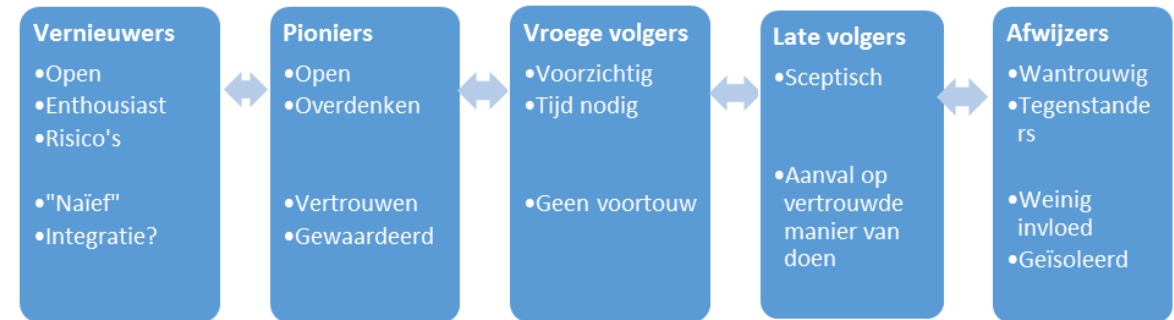 Vernieuwers
•Open
•Enthousiast
•Risico's
•"Naïef"
•Integratie?
Pioniers
•Open
•Overdenken
•Vertrouwen
•Gewaardeerd
Vroege volgers
•Voorzichtig
•Tijd nodig
•Geen voortouw
Late volgers
•Sceptisch
•Aanval op
vertrouwde
manier van
doen
Afwijzers
•Wantrouwig
•Tegenstande
rs
•Weinig
invloed
•Geïsoleerd